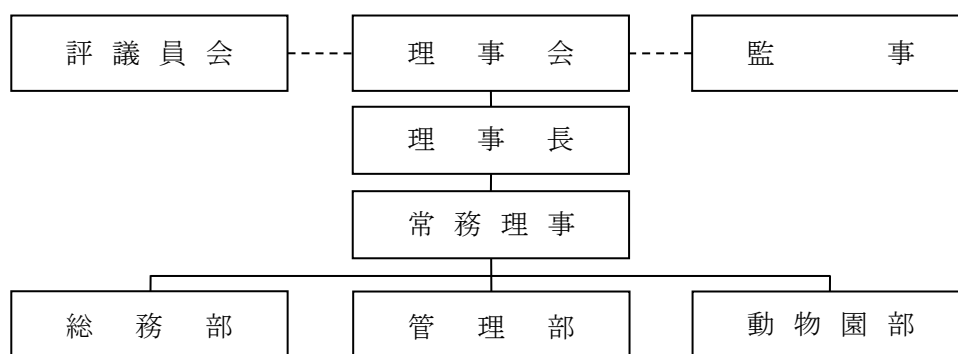 評議員会 理事会 監事
理事長
常務理事
総務部 管理部 動物園部